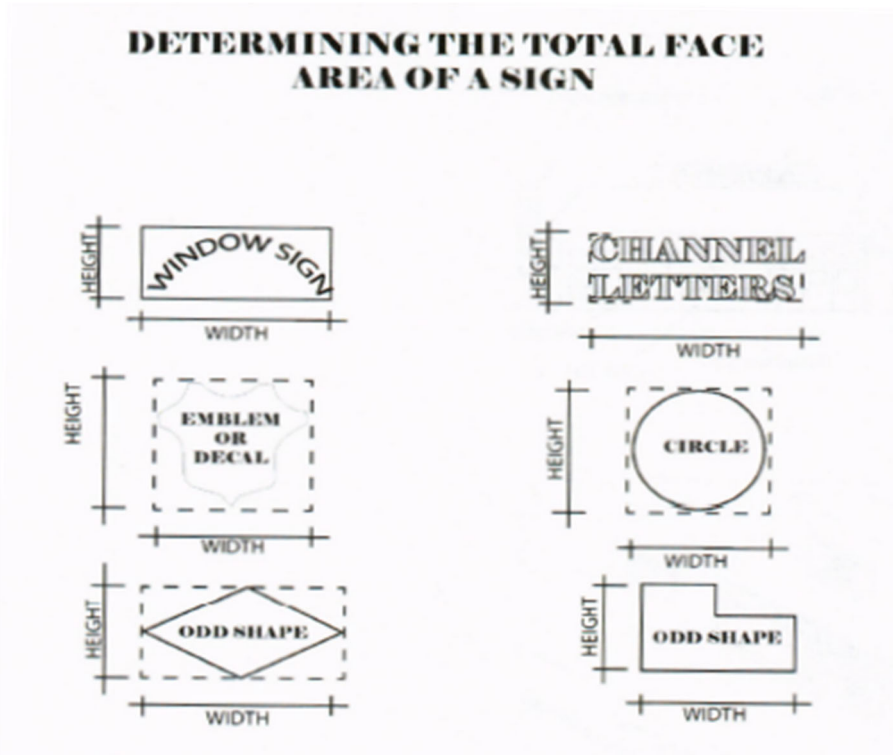 DETERMINING THE TOTAL FACE
AREA OF A SIGN
HEIGHT
WINDOW SIGN
WIDTH
HEIGHT
CHANNEL
LETTERS
WIDTH
HEIGHT
EMBLEM
OR
DECAL
WIDTH
HEIGHT
CIRCLE
WIDTH
HEIGHT
ODD SHAPE
WIDTH
HEIGHT
ODD SHAPE
WIDTH